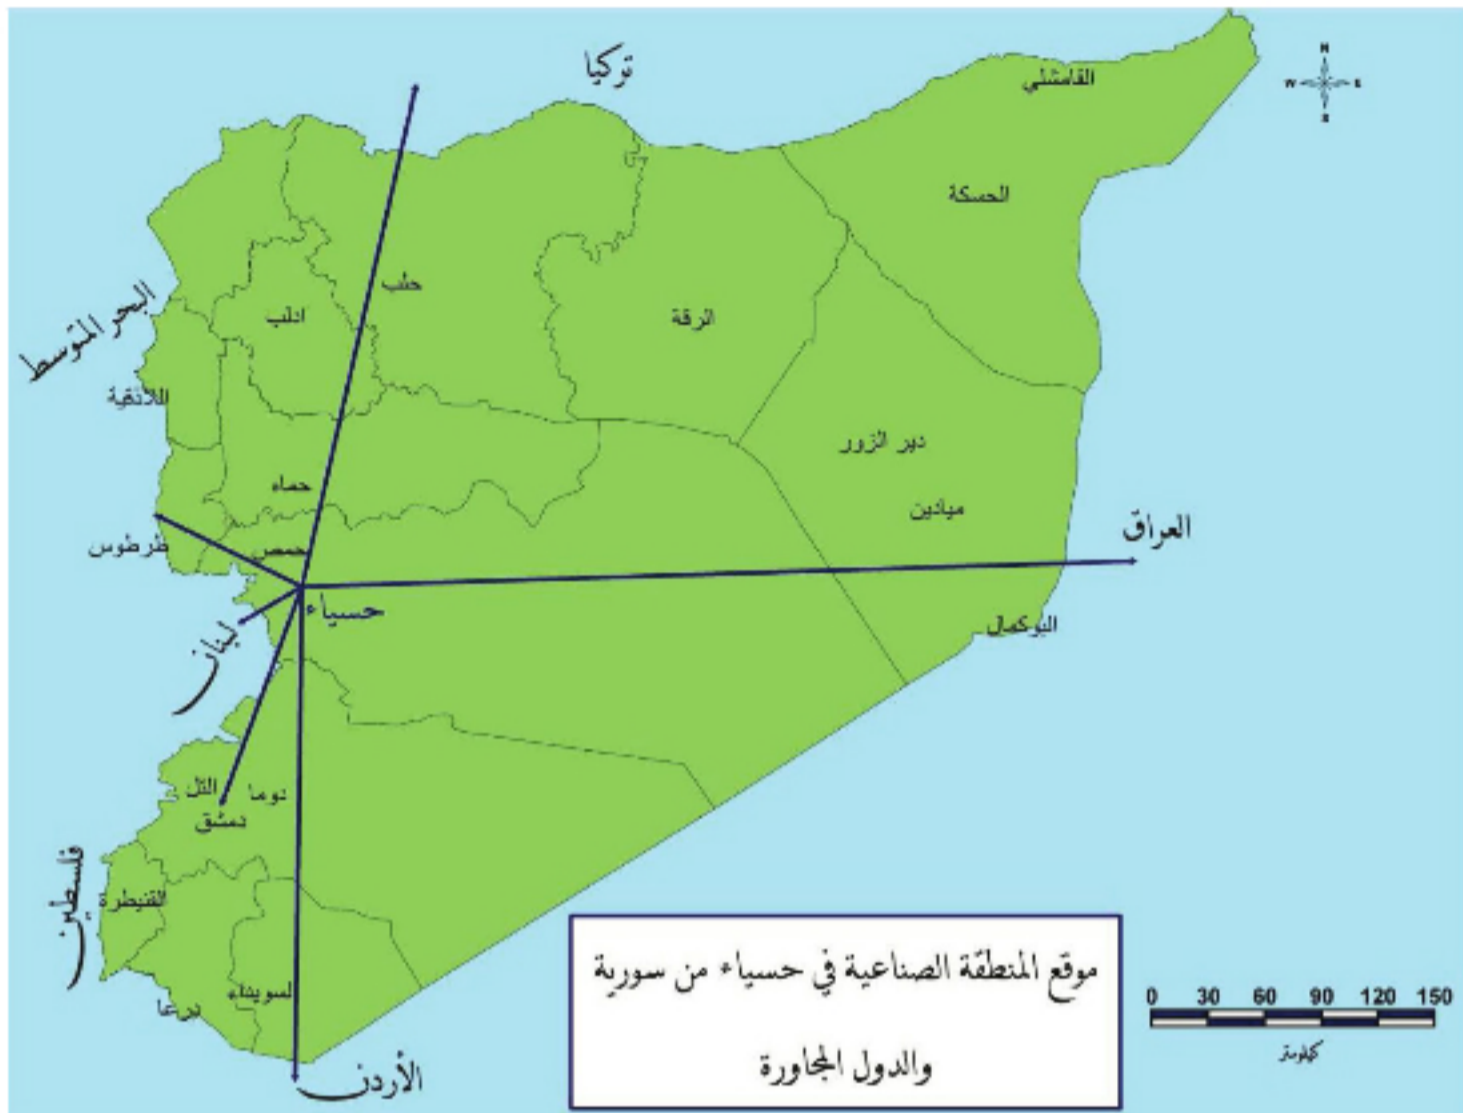 تركيا
N
W E
S
القامشلي
الحسكة
حلب
ادلب
الرقة
البحر المتوسط
اللاذقية
دير الزور
حماه
ميادين
العراق
حمص
طرطوس
حسياء
البوكمال
لبنان
التل
دوما
دمشق
فلسطين
القنيطرة
لسويداء
درعا
الأردن
موقع المنطقة الصناعية في حسياء من سورية
والدول المجاورة
0 30 60 90 120 150
كيلومتر